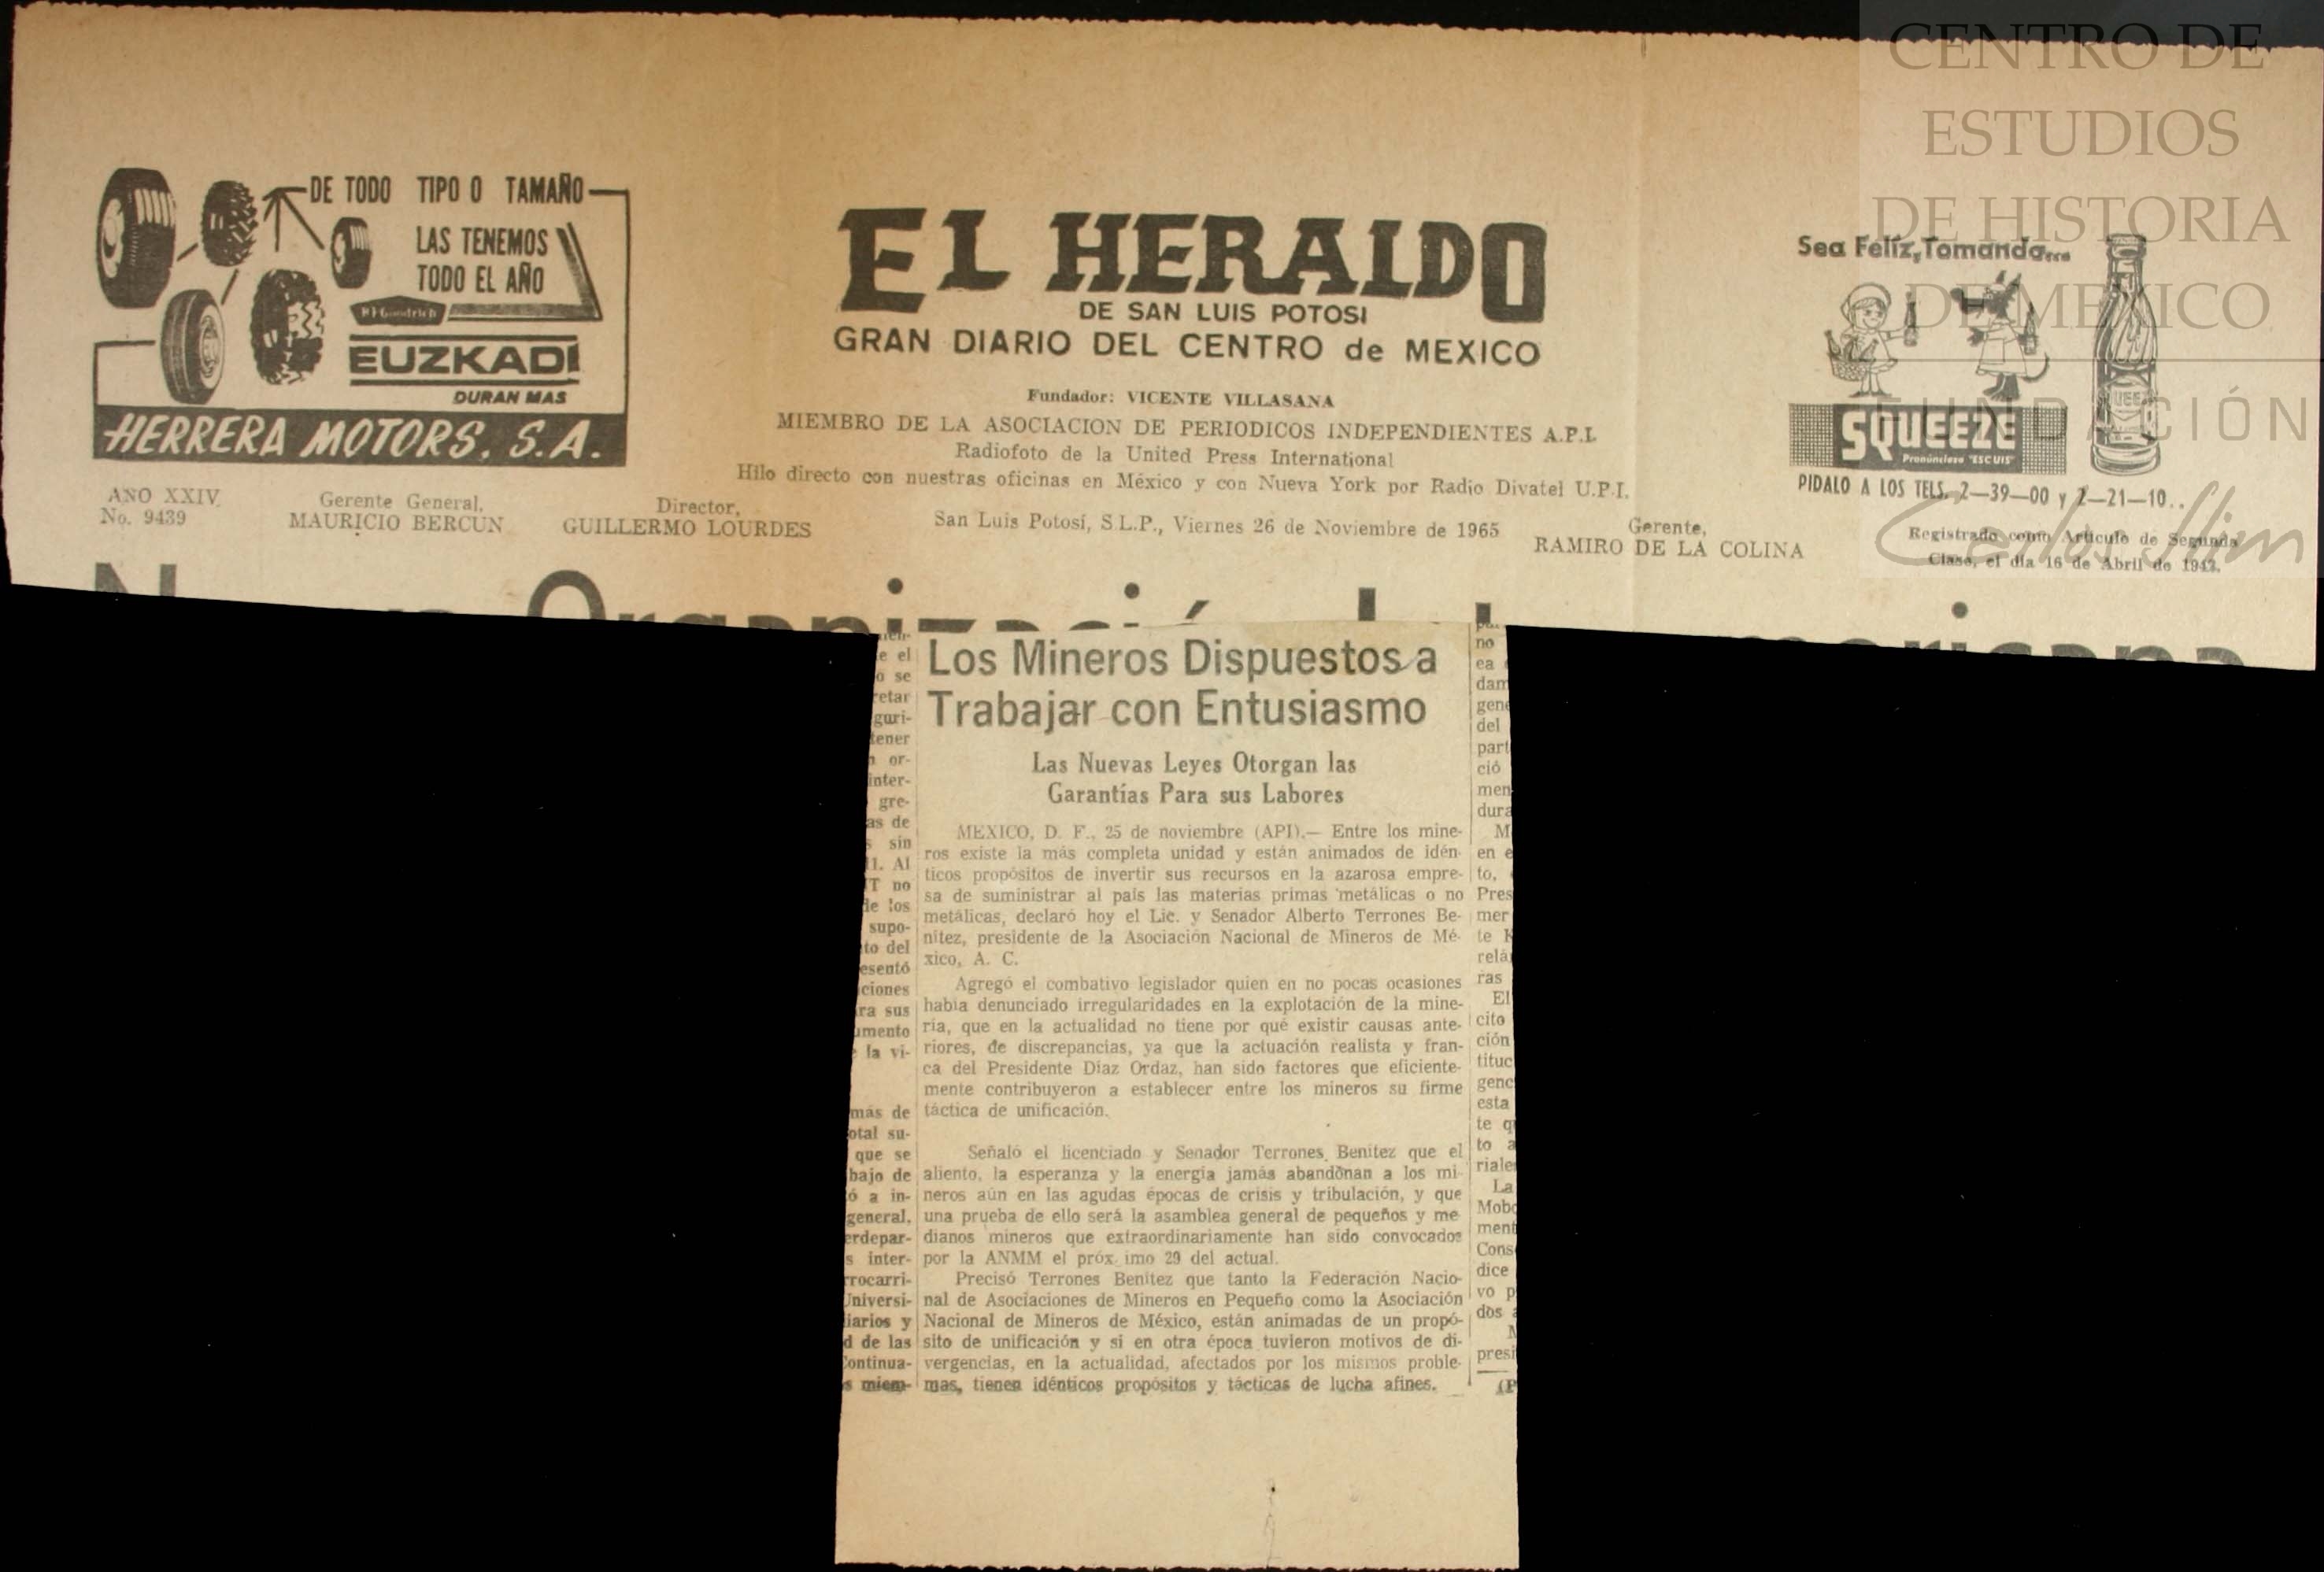 CENTRO DE
ESTUDIOS
DE HISTORIA
DE MEXICO
FUNDACIÓN
Carlos Slim
DE TODO TIPO O TAMAÑO
LAS TENEMOS
TODO EL AÑO
BFGoodrich
EUZKADI
DURAN MAS
HERRERA MOTORS, S.A.
EL HERALDO
DE SAN LUIS POTOSI
GRAN DIARIO DEL CENTRO de MEXICO
Fundador: VICENTE VILLASANA
MIEMBRO DE LA ASOCIACION DE PERIODICOS INDEPENDIENTES A.P.I.
Radiofoto de la United Press International
Hilo directo con nuestras oficinas en México y con Nueva York por Radio Divatel U.P.I.
Sea Feliz, Tomando...
SQUEEZE
Pronúnciese "ESCUIS"
PIDALO A LOS TELS. 2—39—00 y 2—21—10..
AÑO XXIV
No. 9439
Gerente General,
MAURICIO BERCUN
Director,
GUILLERMO LOURDES
San Luis Potosí, S.L.P., Viernes 26 de Noviembre de 1965
Gerente,
RAMIRO DE LA COLINA
Registrado como Artículo de Segunda
Clase, el día 16 de Abril de 1942.
Los Mineros Dispuestos a
Trabajar con Entusiasmo
Las Nuevas Leyes Otorgan las
Garantías Para sus Labores
MEXICO, D. F., 25 de noviembre (API).— Entre los mine-
ros existe la más completa unidad y están animados de idén-
ticos propósitos de invertir sus recursos en la azarosa empre-
sa de suministrar al país las materias primas metálicas o no
metálicas, declaró hoy el Lic. y Senador Alberto Terrones Be-
nítez, presidente de la Asociación Nacional de Mineros de Mé-
xico, A. C.
Agregó el combativo legislador quien en no pocas ocasiones
había denunciado irregularidades en la explotación de la mine-
ría, que en la actualidad no tiene por qué existir causas ante-
riores, de discrepancias, ya que la actuación realista y fran-
ca del Presidente Díaz Ordaz, han sido factores que eficiente-
mente contribuyeron a establecer entre los mineros su firme
táctica de unificación.
Señaló el licenciado y Senador Terrones Benítez que el
aliento, la esperanza y la energía jamás abandonan a los mi-
neros aún en las agudas épocas de crisis y tribulación, y que
una prueba de ello será la asamblea general de pequeños y me
dianos mineros que extraordinariamente han sido convocados
por la ANMM el próx. imo 29 del actual.
Precisó Terrones Benítez que tanto la Federación Nacio-
nal de Asociaciones de Mineros en Pequeño como la Asociación
Nacional de Mineros de México, están animadas de un propó-
sito de unificación y si en otra época tuvieron motivos de di-
vergencias, en la actualidad, afectados por los mismos proble-
mas, tienen idénticos propósitos y tácticas de lucha afines.